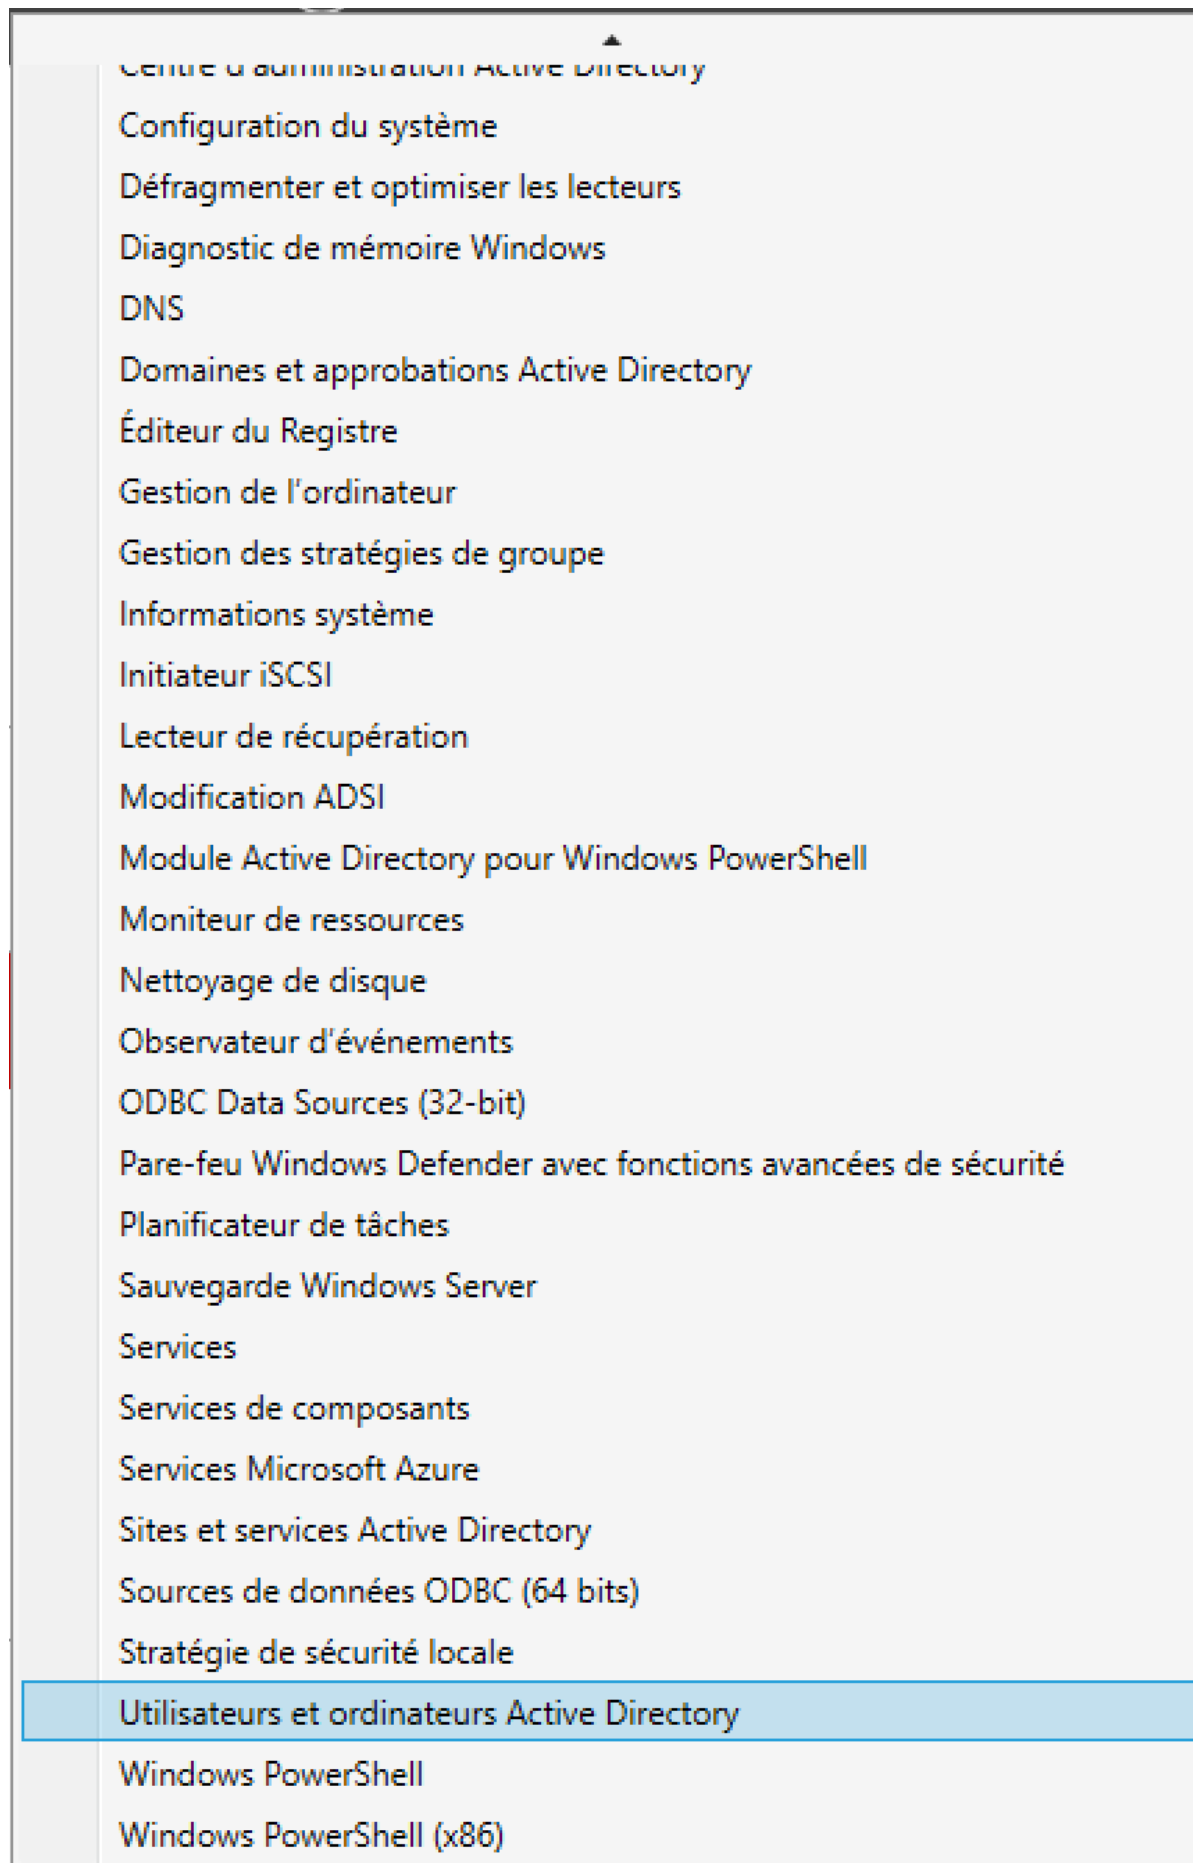 Centre d'administration Active Directory
Configuration du système
Défragmenter et optimiser les lecteurs
Diagnostic de mémoire Windows
DNS
Domaines et approbations Active Directory
Éditeur du Registre
Gestion de l'ordinateur
Gestion des stratégies de groupe
Informations système
Initiateur iSCSI
Lecteur de récupération
Modification ADSI
Module Active Directory pour Windows PowerShell
Moniteur de ressources
Nettoyage de disque
Observateur d'événements
ODBC Data Sources (32-bit)
Pare-feu Windows Defender avec fonctions avancées de sécurité
Planificateur de tâches
Sauvegarde Windows Server
Services
Services de composants
Services Microsoft Azure
Sites et services Active Directory
Sources de données ODBC (64 bits)
Stratégie de sécurité locale
Utilisateurs et ordinateurs Active Directory
Windows PowerShell
Windows PowerShell (x86)